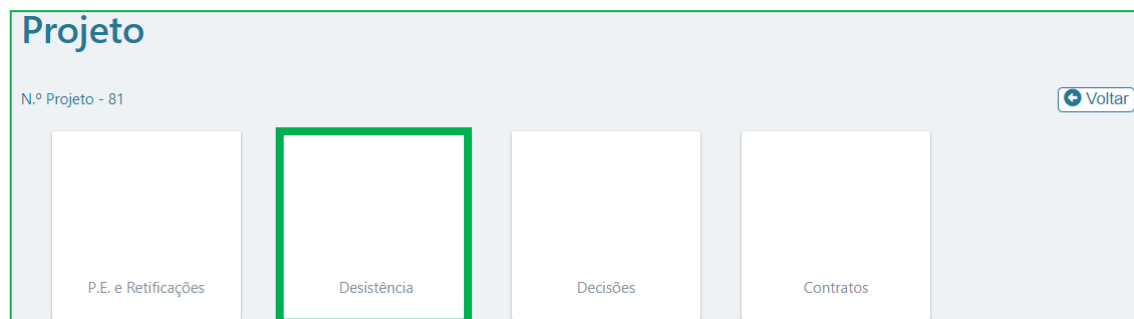 Projeto
N.º Projeto - 81
Voltar
P.E. e Retificações
Desistência
Decisões
Contratos